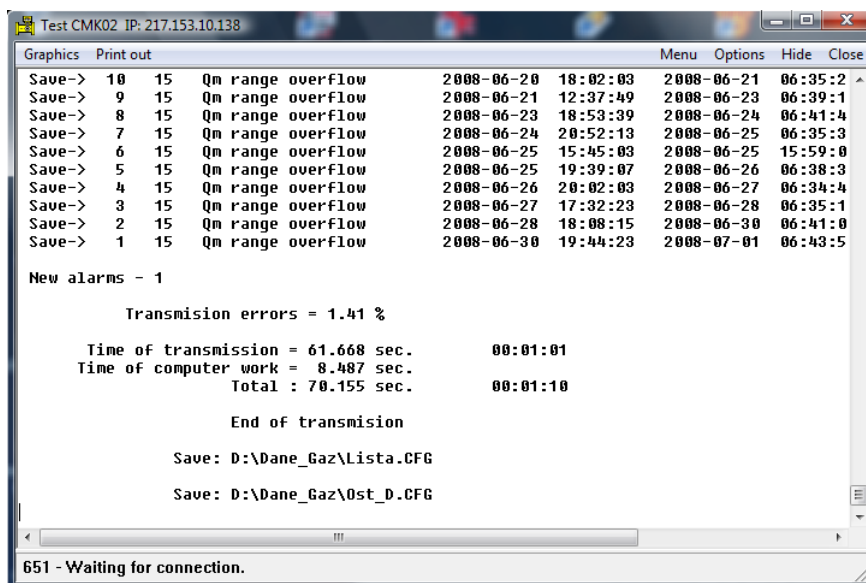 Test CMK02 IP: 217.153.10.138
Graphics Print out Menu Options Hide Close
Save-> 10 15 Qm range overflow 2008-06-20 18:02:03 2008-06-21 06:35:2
Save-> 9 15 Qm range overflow 2008-06-21 12:37:49 2008-06-23 06:39:1
Save-> 8 15 Qm range overflow 2008-06-23 18:53:39 2008-06-24 06:41:4
Save-> 7 15 Qm range overflow 2008-06-24 20:52:13 2008-06-25 06:35:3
Save-> 6 15 Qm range overflow 2008-06-25 15:45:03 2008-06-25 15:59:0
Save-> 5 15 Qm range overflow 2008-06-25 19:39:07 2008-06-26 06:38:3
Save-> 4 15 Qm range overflow 2008-06-26 20:02:03 2008-06-27 06:34:4
Save-> 3 15 Qm range overflow 2008-06-27 17:32:23 2008-06-28 06:35:1
Save-> 2 15 Qm range overflow 2008-06-28 18:08:15 2008-06-30 06:41:0
Save-> 1 15 Qm range overflow 2008-06-30 19:44:23 2008-07-01 06:43:5
New alarms - 1
Transmision errors = 1.41 %
Time of transmission = 61.668 sec. 00:01:01
Time of computer work = 8.487 sec.
Total : 70.155 sec. 00:01:10
End of transmision
Save: D:\Dane_Gaz\Lista.CFG
Save: D:\Dane_Gaz\Ost_D.CFG
651 - Waiting for connection.